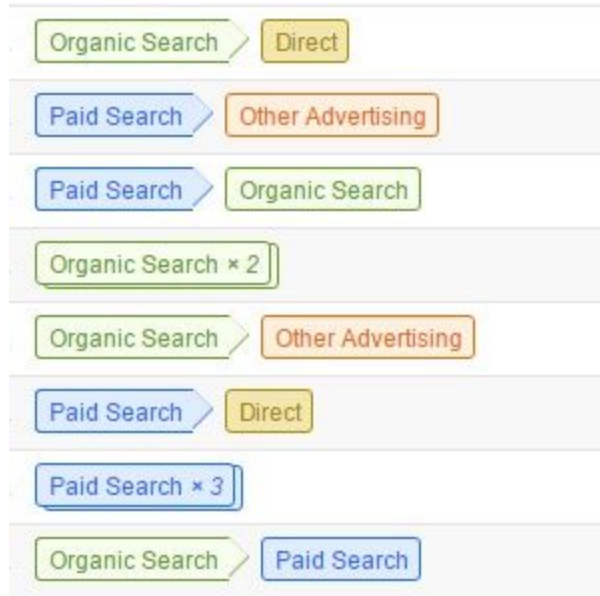 Organic Search Direct
Paid Search Other Advertising
Paid Search Organic Search
Organic Search × 2
Organic Search Other Advertising
Paid Search Direct
Paid Search × 3
Organic Search Paid Search